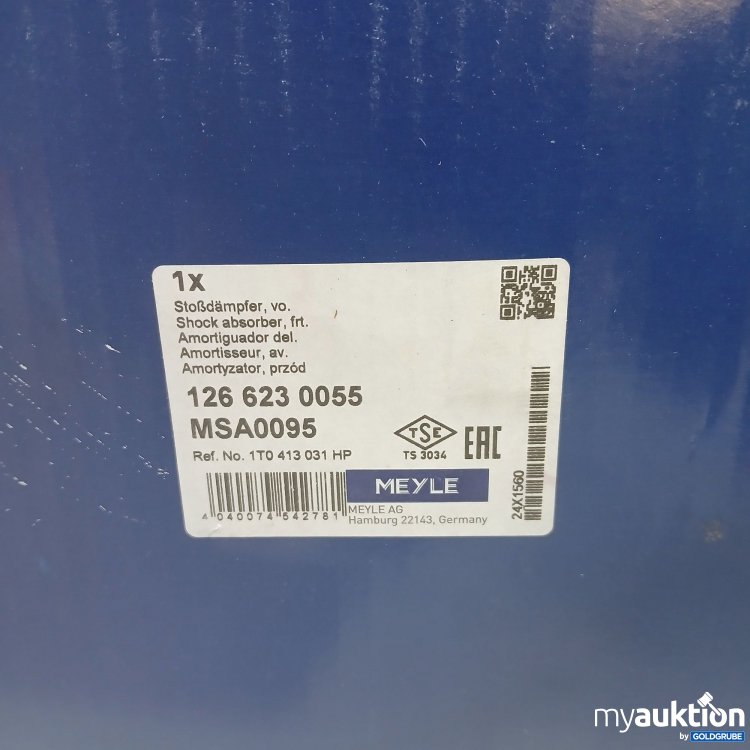 1x
Stoßdämpfer, vo.
Shock absorber, frt.
Amortiguador del.
Amortisseur, av.
Amortyzator, przód
126 623 0055
MSA0095
TSE
TS 3034
EAC
Ref. No. 1T0 413 031 HP
MEYLE
4 040074 542781
MEYLE AG
Hamburg 22143, Germany
24X1560
myauktion
by GOLDGRUBE